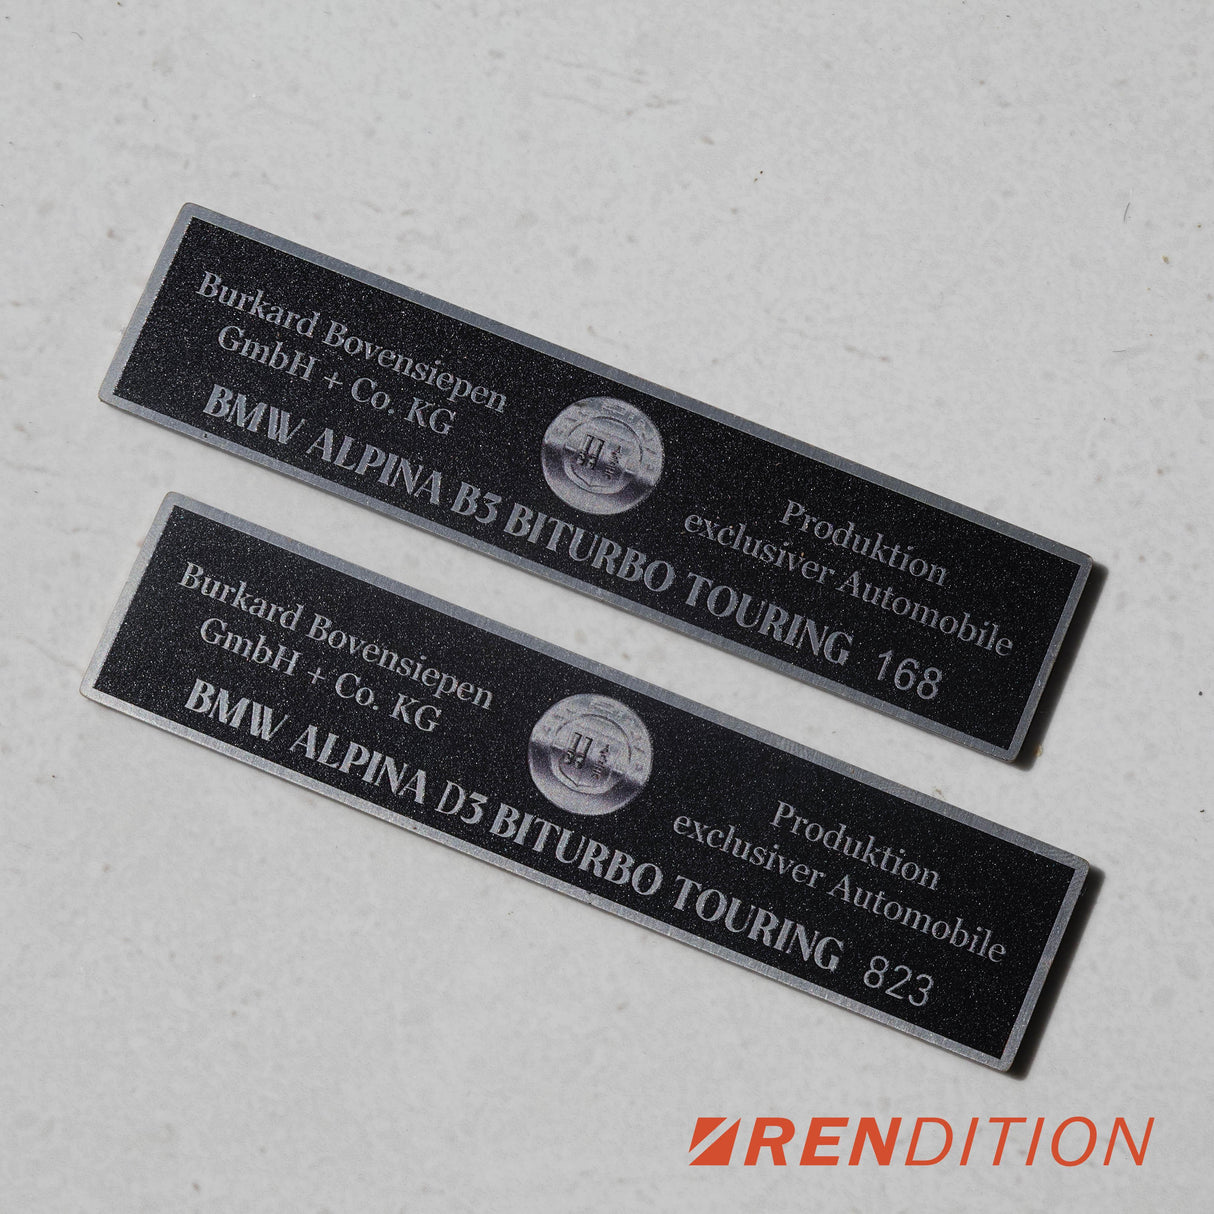 Burkard Bovensiepen
GmbH + Co. KG
Produktion
exclusiver Automobile
BMW ALPINA B3 BITURBO TOURING 168
Burkard Bovensiepen
GmbH + Co. KG
Produktion
exclusiver Automobile
BMW ALPINA D3 BITURBO TOURING 823
RENDITION